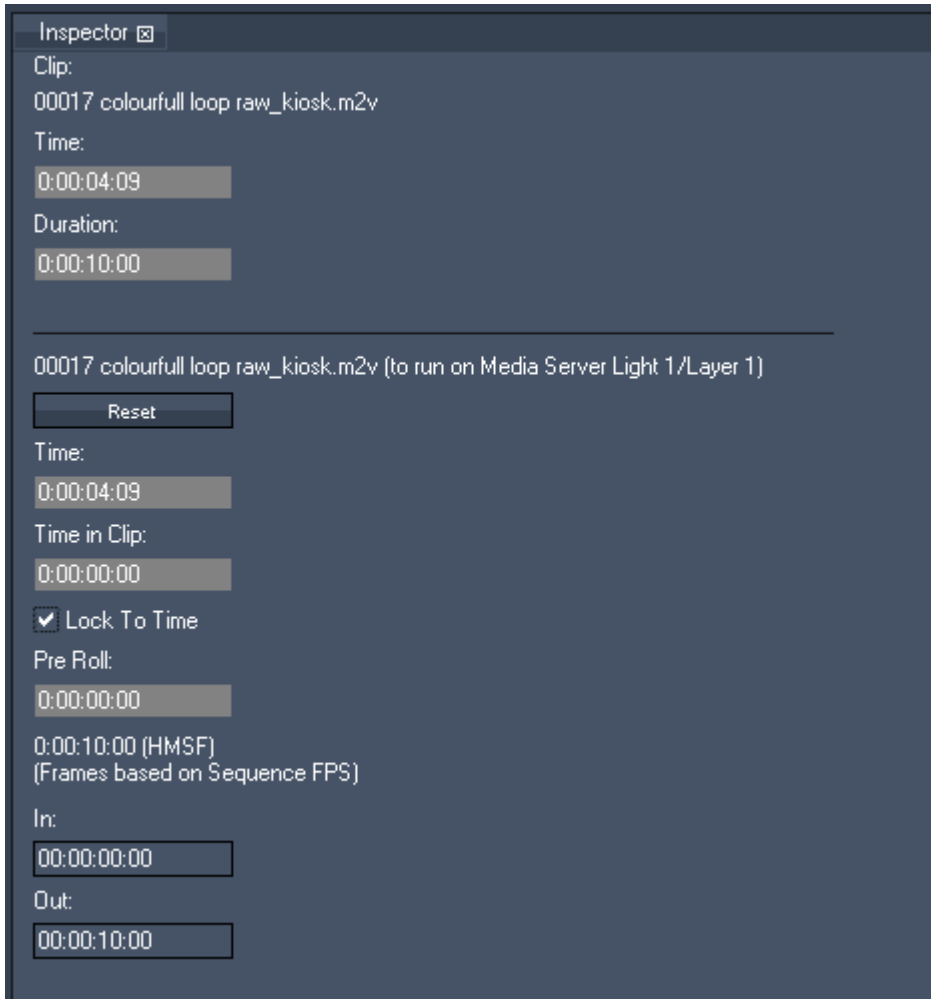 Inspector
Clip:
00017 colourfull loop raw_kiosk.m2v
Time:
0:00:04:09
Duration:
0:00:10:00
00017 colourfull loop raw_kiosk.m2v (to run on Media Server Light 1/Layer 1)
Reset
Time:
0:00:04:09
Time in Clip:
0:00:00:00
Lock To Time
Pre Roll:
0:00:00:00
0:00:10:00 (HMSF)
(Frames based on Sequence FPS)
In:
00:00:00:00
Out:
00:00:10:00